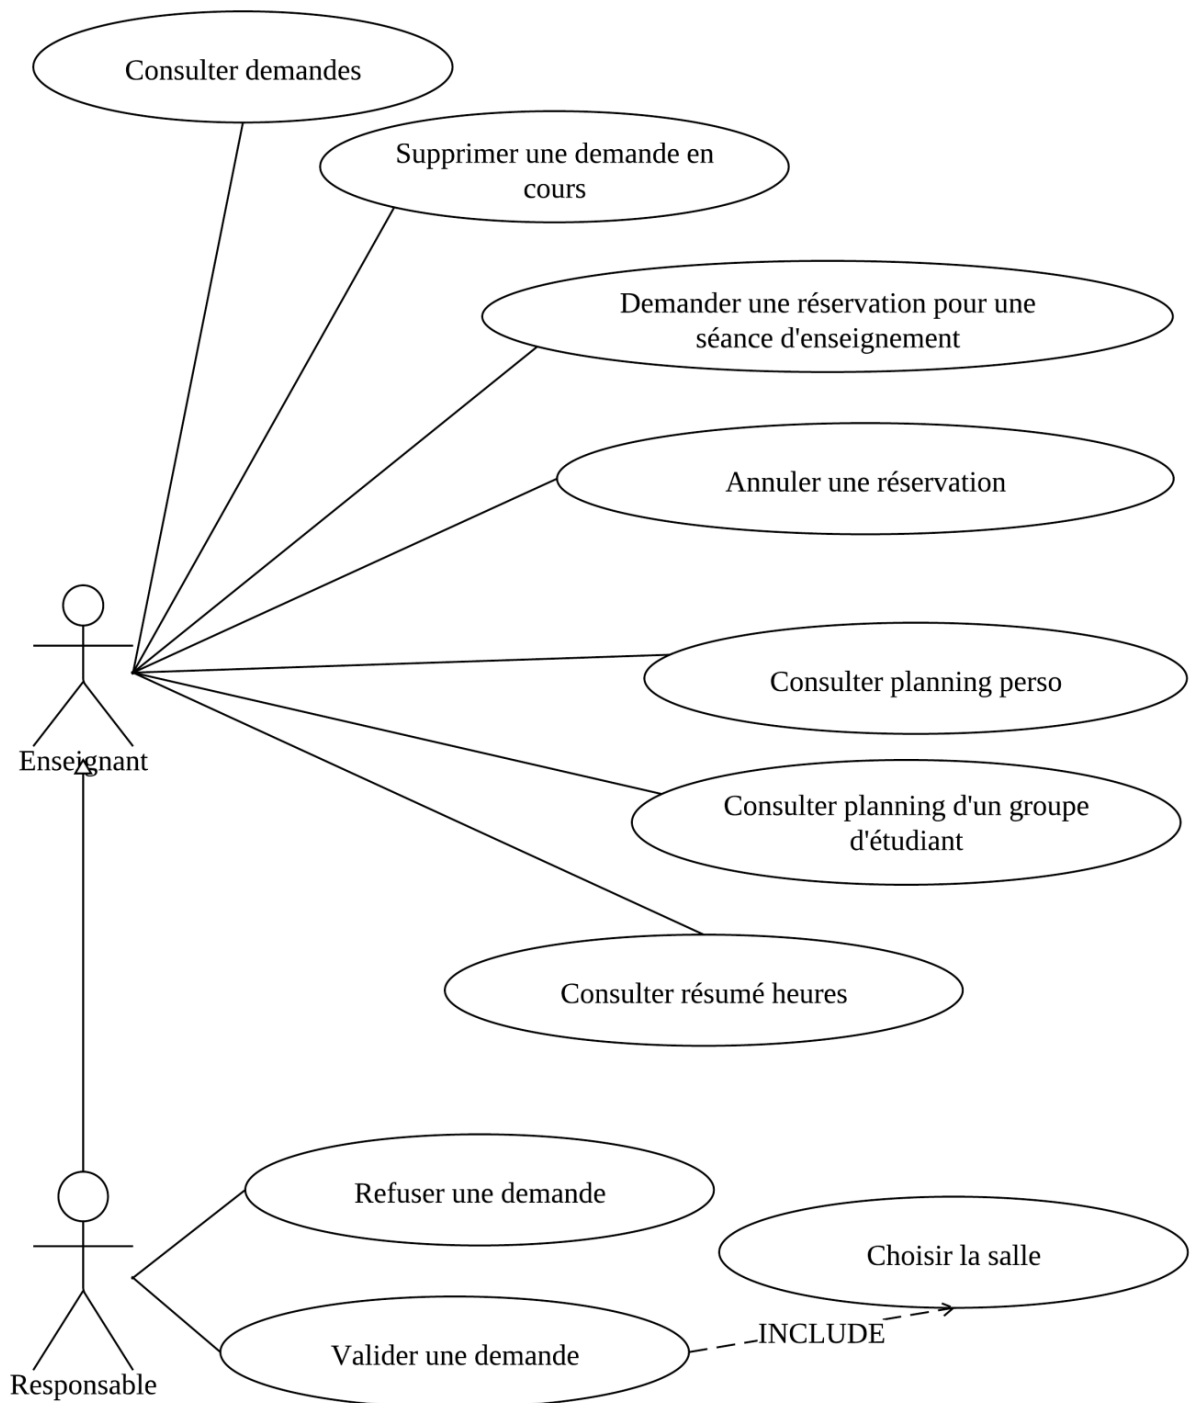 Consulter demandes
Supprimer une demande en
cours
Demander une réservation pour une
séance d'enseignement
Annuler une réservation
Consulter planning perso
Enseignant
Consulter planning d'un groupe
d'étudiant
Consulter résumé heures
Refuser une demande
Choisir la salle
INCLUDE
Valider une demande
Responsable